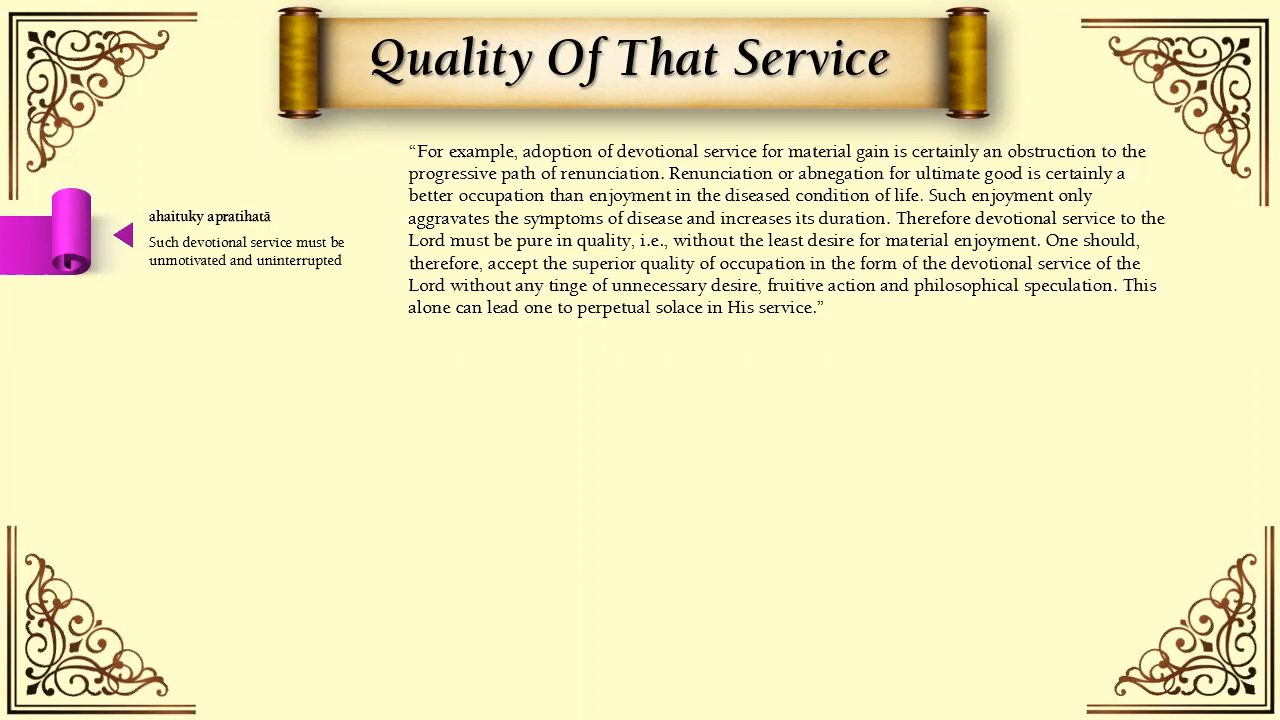 Quality Of That Service
ahaituky apratihatā
Such devotional service must be
unmotivated and uninterrupted
“For example, adoption of devotional service for material gain is certainly an obstruction to the
progressive path of renunciation. Renunciation or abnegation for ultimate good is certainly a
better occupation than enjoyment in the diseased condition of life. Such enjoyment only
aggravates the symptoms of disease and increases its duration. Therefore devotional service to the
Lord must be pure in quality, i.e., without the least desire for material enjoyment. One should,
therefore, accept the superior quality of occupation in the form of the devotional service of the
Lord without any tinge of unnecessary desire, fruitive action and philosophical speculation. This
alone can lead one to perpetual solace in His service.”